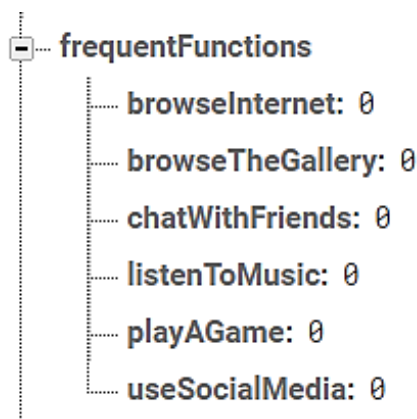 frequentFunctions
browseInternet: 0
browseTheGallery: 0
chatWithFriends: 0
listenToMusic: 0
playAGame: 0
useSocialMedia: 0